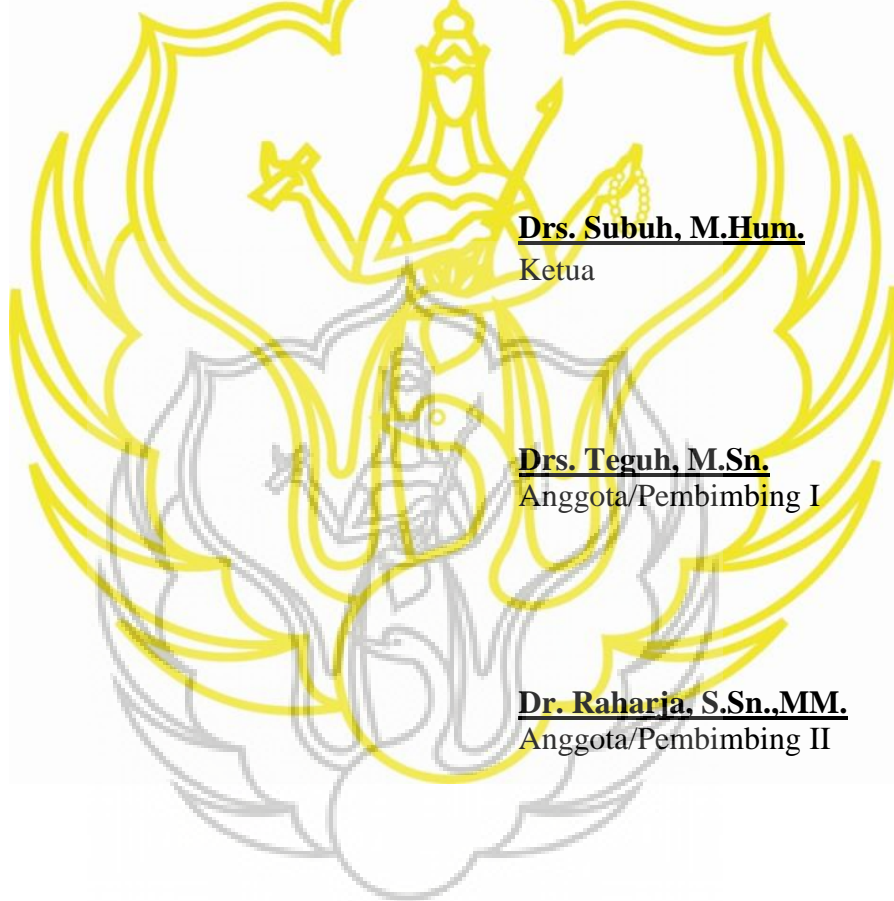 Drs. Subuh, M.Hum.
Ketua
Drs. Teguh, M.Sn.
Anggota/Pembimbing I
Dr. Raharja, S.Sn.,MM.
Anggota/Pembimbing II